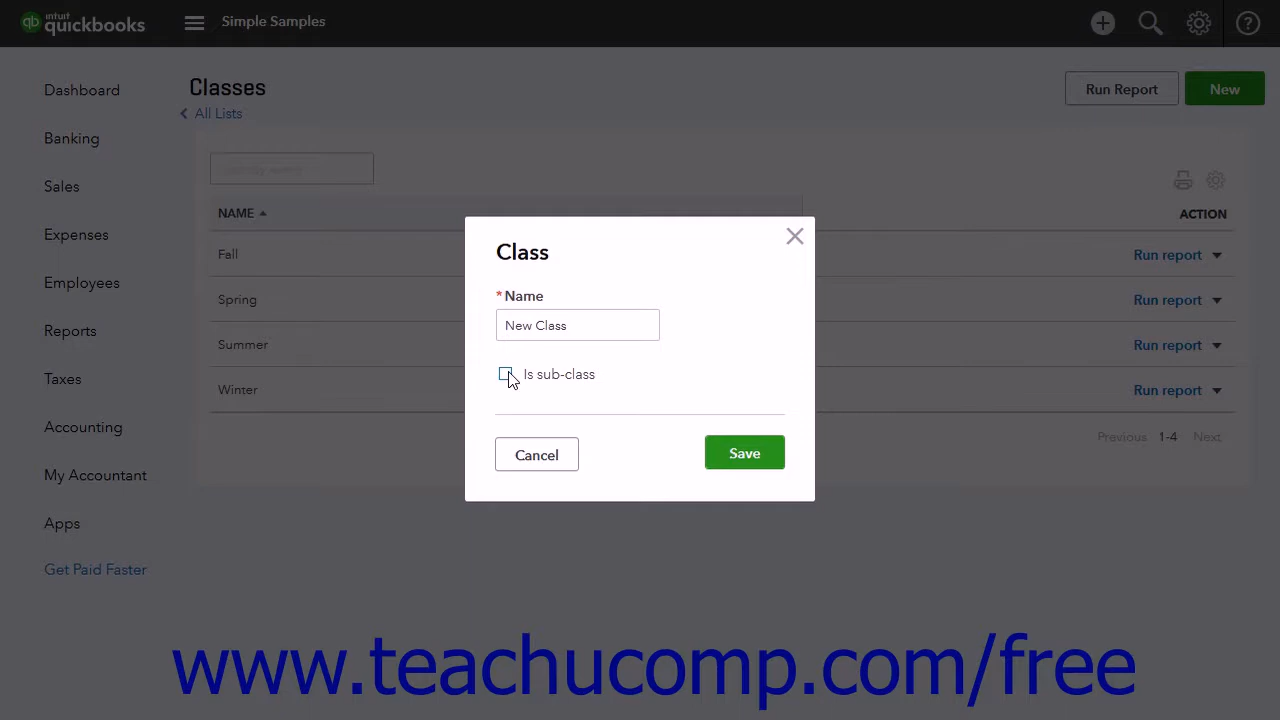 intuit
quickbooks
Simple Samples
Dashboard
Banking
Sales
Expenses
Employees
Reports
Taxes
Accounting
My Accountant
Apps
Get Paid Faster
Classes
All Lists
Run Report
New
NAME
ACTION
Fall
Run report
Spring
Run report
Summer
Run report
Winter
Run report
Previous 1-4 Next
Class
* Name
New Class
Is sub-class
Cancel
Save
www.teachucomp.com/free